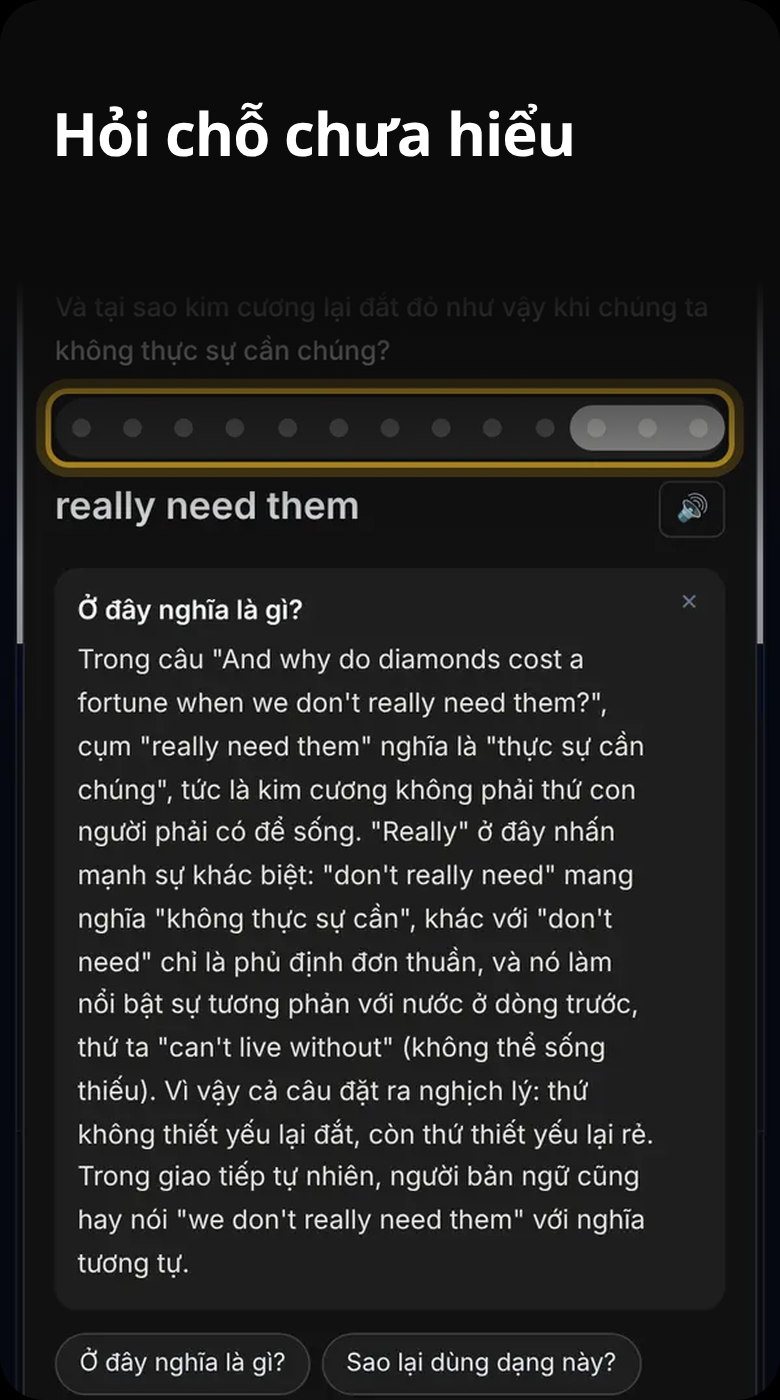 Hỏi chỗ chưa hiểu
Và tại sao kim cương lại đắt đỏ như vậy khi chúng ta
không thực sự cần chúng?
really need them
Ở đây nghĩa là gì?
Trong câu "And why do diamonds cost a
fortune when we don't really need them?",
cụm "really need them" nghĩa là "thực sự cần
chúng", tức là kim cương không phải thứ con
người phải có để sống. "Really" ở đây nhấn
mạnh sự khác biệt: "don't really need" mang
nghĩa "không thực sự cần", khác với "don't
need" chỉ là phủ định đơn thuần, và nó làm
nổi bật sự tương phản với nước ở dòng trước,
thứ ta "can't live without" (không thể sống
thiếu). Vì vậy cả câu đặt ra nghịch lý: thứ
không thiết yếu lại đắt, còn thứ thiết yếu lại rẻ.
Trong giao tiếp tự nhiên, người bản ngữ cũng
hay nói "we don't really need them" với nghĩa
tương tự.
Ở đây nghĩa là gì?
Sao lại dùng dạng này?